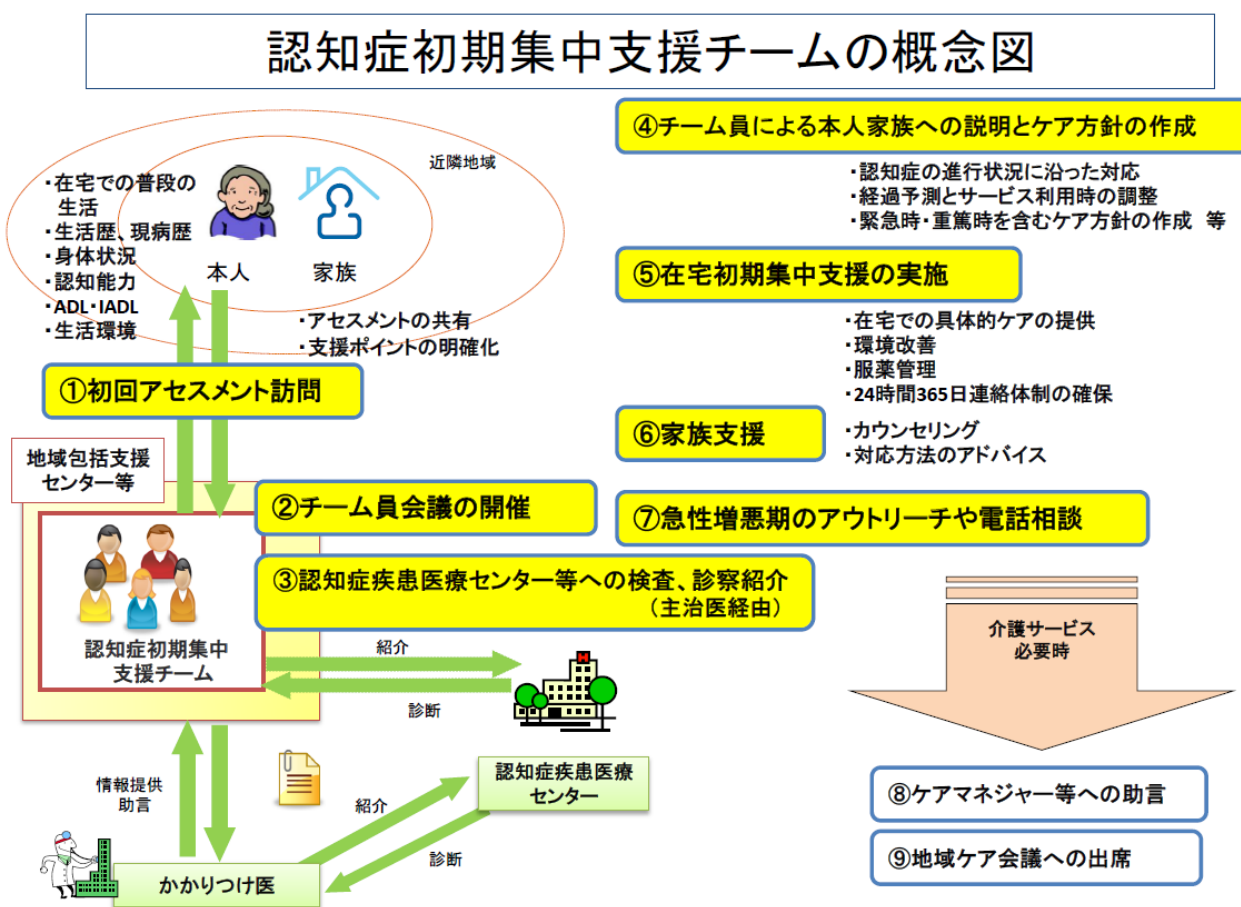 認知症初期集中支援チームの概念図
近隣地域
・在宅での普段の
生活
・生活歴、現病歴
・身体状況
・認知能力
・ADL・IADL
・生活環境
本人
家族
・アセスメントの共有
・支援ポイントの明確化
①初回アセスメント訪問
地域包括支援
センター等
②チーム員会議の開催
③認知症疾患医療センター等への検査、診察紹介
（主治医経由）
認知症初期集中
支援チーム
紹介
診断
H
情報提供
助言
紹介
診断
認知症疾患医療
センター
かかりつけ医
④チーム員による本人家族への説明とケア方針の作成
・認知症の進行状況に沿った対応
・経過予測とサービス利用時の調整
・緊急時・重篤時を含むケア方針の作成 等
⑤在宅初期集中支援の実施
・在宅での具体的ケアの提供
・環境改善
・服薬管理
・24時間365日連絡体制の確保
⑥家族支援
・カウンセリング
・対応方法のアドバイス
⑦急性増悪期のアウトリーチや電話相談
介護サービス
必要時
⑧ケアマネジャー等への助言
⑨地域ケア会議への出席